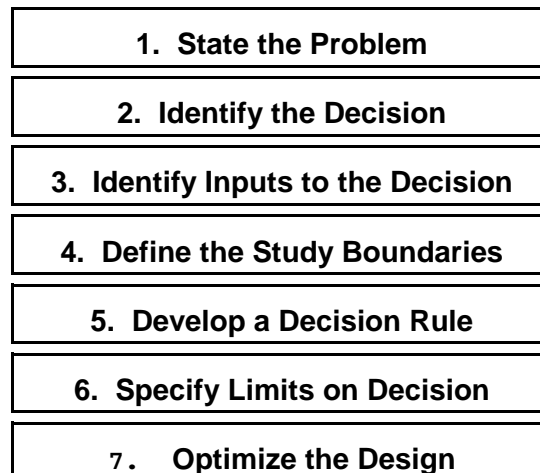 1. State the Problem
2. Identify the Decision
3. Identify Inputs to the Decision
4. Define the Study Boundaries
5. Develop a Decision Rule
6. Specify Limits on Decision
7. Optimize the Design